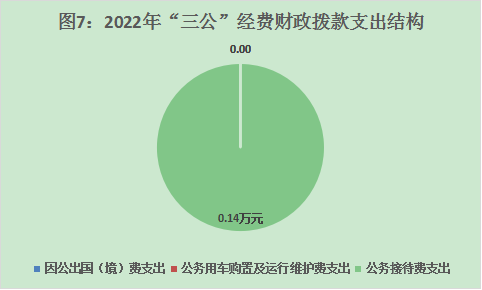 图7：2022年“三公”经费财政拨款支出结构
0.00
0.14万元
因公出国（境）费支出 公务用车购置及运行维护费支出 公务接待费支出